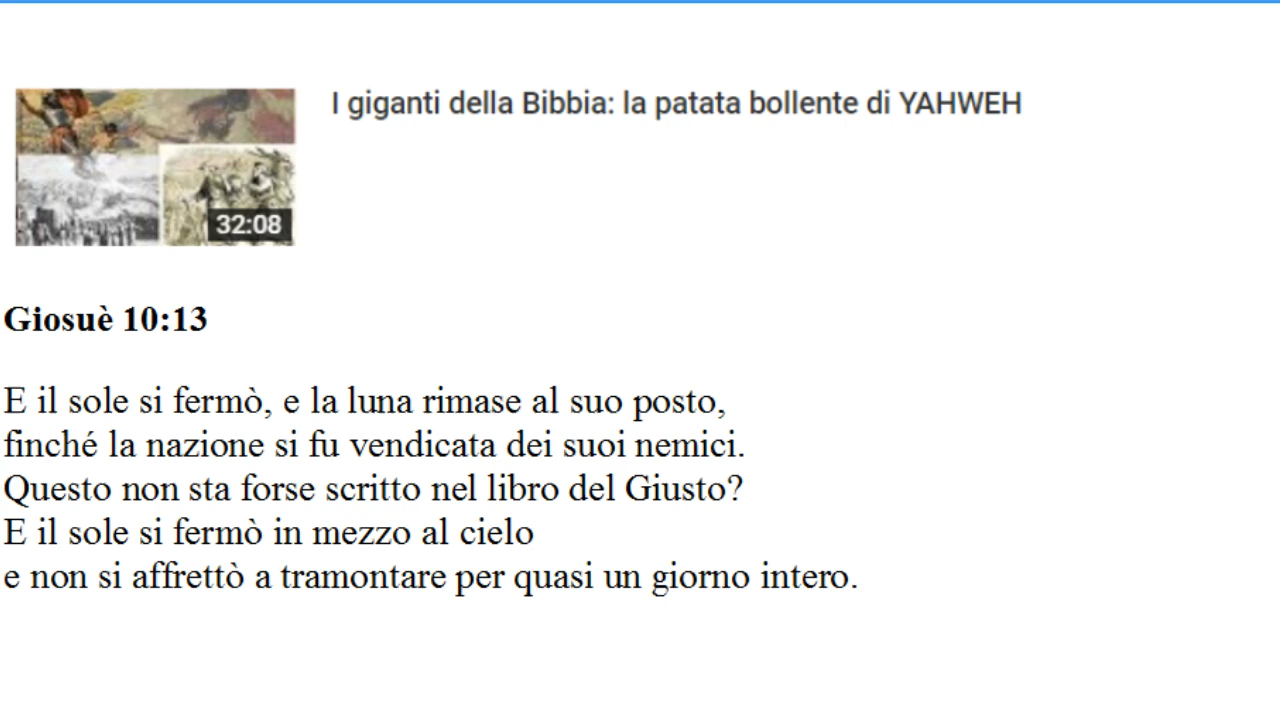 I giganti della Bibbia: la patata bollente di YAHWEH
32:08
Giosuè 10:13
E il sole si fermò, e la luna rimase al suo posto,
finché la nazione si fu vendicata dei suoi nemici.
Questo non sta forse scritto nel libro del Giusto?
E il sole si fermò in mezzo al cielo
e non si affrettò a tramontare per quasi un giorno intero.